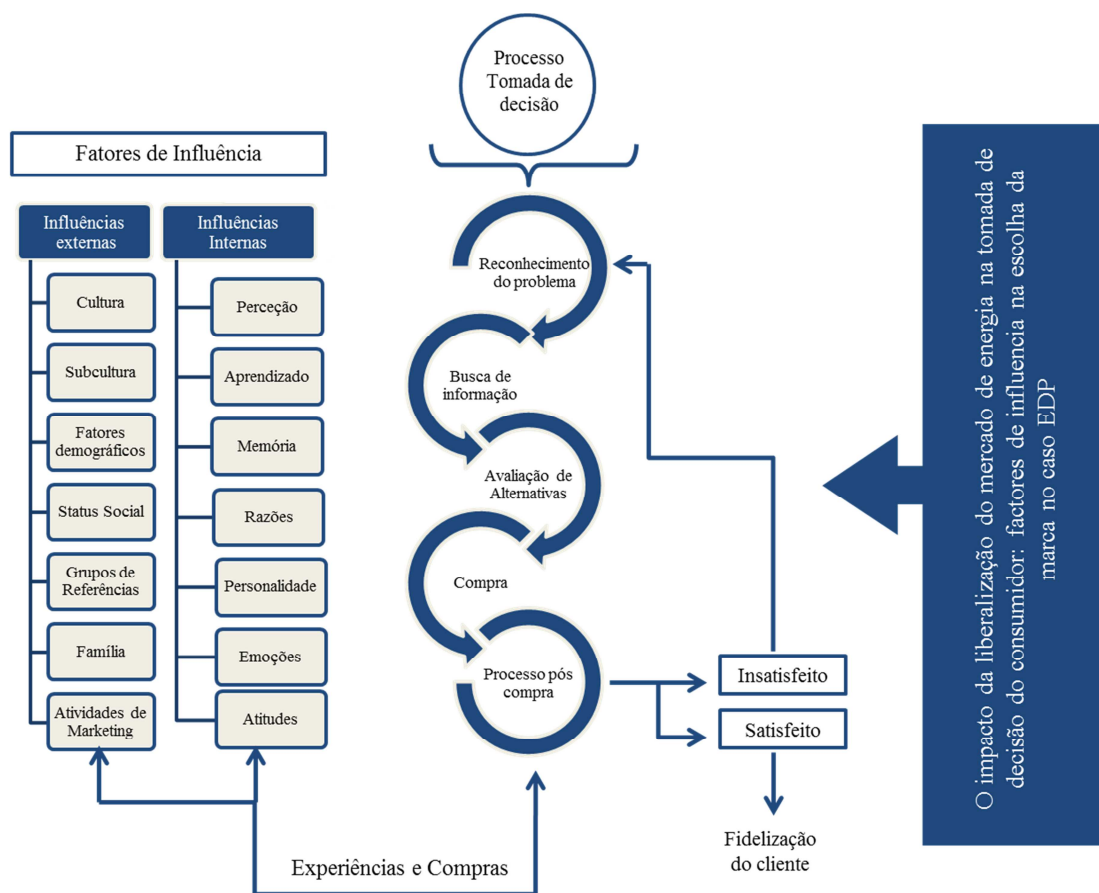 Processo
Tomada de
decisão
Fatores de Influência
Influências
externas
Cultura
Subcultura
Fatores
demográficos
Status Social
Grupos de
Referências
Família
Atividades de
Marketing
Influências
Internas
Perceção
Aprendizado
Memória
Razões
Personalidade
Emoções
Atitudes
Reconhecimento
do problema
Busca de
informação
Avaliação de
Alternativas
Compra
Processo pós
compra
Insatisfeito
Satisfeito
Fidelização
do cliente
Experiências e Compras
O impacto da liberalização do mercado de energia na tomada de
decisão do consumidor: factores de influencia na escolha da
marca no caso EDP